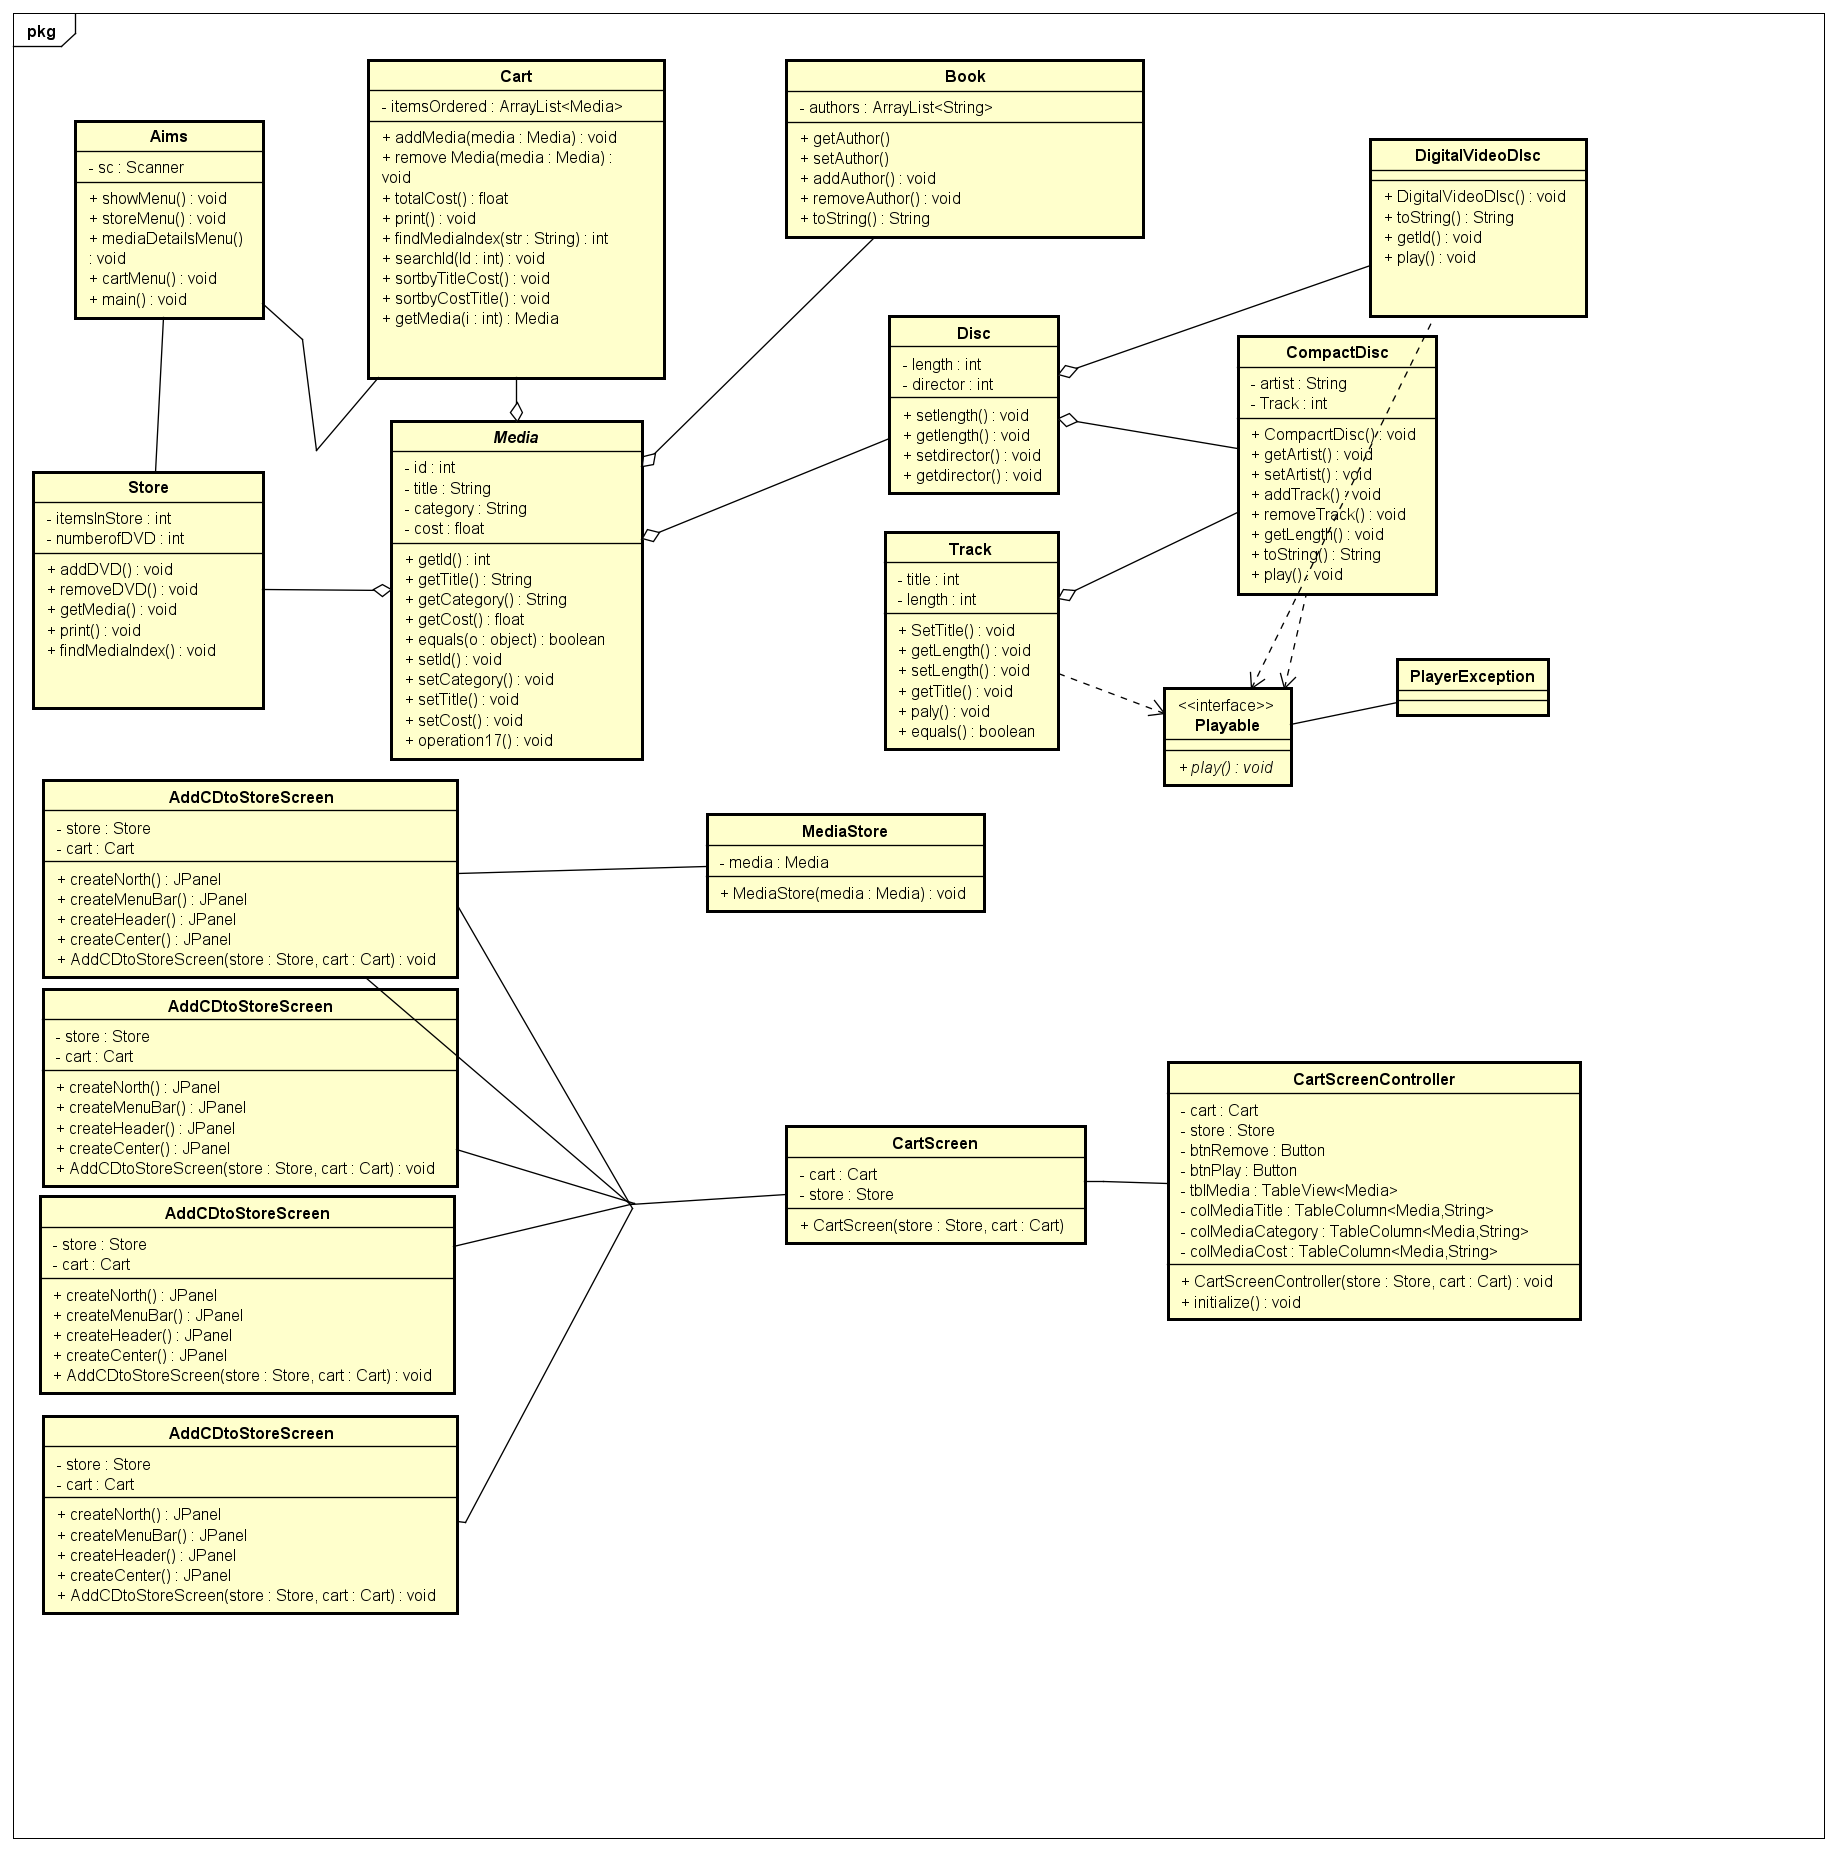 pkg
Aims
- sc : Scanner
+ showMenu() : void
+ storeMenu() : void
+ mediaDetailsMenu()
: void
+ cartMenu() : void
+ main() : void
Cart
- itemsOrdered : ArrayList<Media>
+ addMedia(media : Media) : void
+ remove Media(media : Media) :
void
+ totalCost() : float
+ print() : void
+ findMediaIndex(str : String) : int
+ searchId(Id : int) : void
+ sortbyTitleCost() : void
+ sortbyCostTitle() : void
+ getMedia(i : int) : Media
Book
- authors : ArrayList<String>
+ getAuthor()
+ setAuthor()
+ addAuthor() : void
+ removeAuthor() : void
+ toString() : String
DigitalVideoDIsc
+ DigitalVideoDIsc() : void
+ toString() : String
+ getId() : void
+ play() : void
Disc
- length : int
- director : int
+ setlength() : void
+ getlength() : void
+ setdirector() : void
+ getdirector() : void
CompactDisc
- artist : String
- Track : int
+ CompacrtDisc() : void
+ getArtist() : void
+ setArtist() : void
+ addTrack() : void
+ removeTrack() : void
+ getLength() : void
+ toString() : String
+ play() : void
Store
- itemsInStore : int
- numberofDVD : int
+ addDVD() : void
+ removeDVD() : void
+ getMedia() : void
+ print() : void
+ findMediaIndex() : void
Media
- id : int
- title : String
- category : String
- cost : float
+ getId() : int
+ getTitle() : String
+ getCategory() : String
+ getCost() : float
+ equals(o : object) : boolean
+ setId() : void
+ setCategory() : void
+ setTitle() : void
+ setCost() : void
+ operation17() : void
Track
- title : int
- length : int
+ SetTitle() : void
+ getLength() : void
+ setLength() : void
+ getTitle() : void
+ paly() : void
+ equals() : boolean
<<interface>>
Playable
+ play() : void
PlayerException
AddCDtoStoreScreen
- store : Store
- cart : Cart
+ createNorth() : JPanel
+ createMenuBar() : JPanel
+ createHeader() : JPanel
+ createCenter() : JPanel
+ AddCDtoStoreScreen(store : Store, cart : Cart) : void
MediaStore
- media : Media
+ MediaStore(media : Media) : void
AddCDtoStoreScreen
- store : Store
- cart : Cart
+ createNorth() : JPanel
+ createMenuBar() : JPanel
+ createHeader() : JPanel
+ createCenter() : JPanel
+ AddCDtoStoreScreen(store : Store, cart : Cart) : void
CartScreen
- cart : Cart
- store : Store
+ CartScreen(store : Store, cart : Cart)
CartScreenController
- cart : Cart
- store : Store
- btnRemove : Button
- btnPlay : Button
- tblMedia : TableView<Media>
- colMediaTitle : TableColumn<Media,String>
- colMediaCategory : TableColumn<Media,String>
- colMediaCost : TableColumn<Media,String>
+ CartScreenController(store : Store, cart : Cart) : void
+ initialize() : void
AddCDtoStoreScreen
- store : Store
- cart : Cart
+ createNorth() : JPanel
+ createMenuBar() : JPanel
+ createHeader() : JPanel
+ createCenter() : JPanel
+ AddCDtoStoreScreen(store : Store, cart : Cart) : void
AddCDtoStoreScreen
- store : Store
- cart : Cart
+ createNorth() : JPanel
+ createMenuBar() : JPanel
+ createHeader() : JPanel
+ createCenter() : JPanel
+ AddCDtoStoreScreen(store : Store, cart : Cart) : void